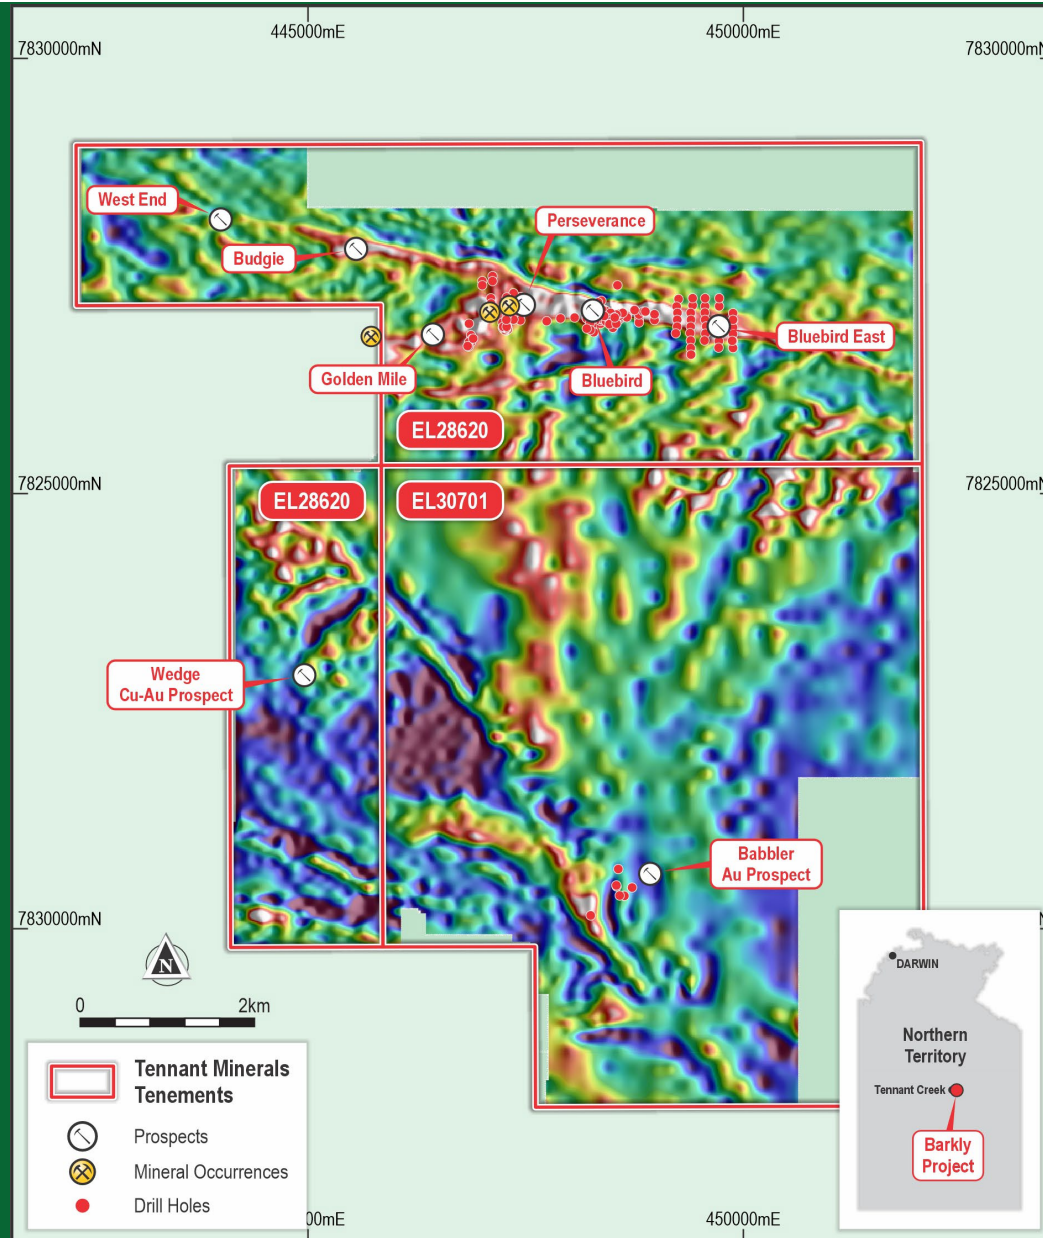 445000mE
450000mE
7830000mN
7830000mN
West End
Perseverance
Budgie
Bluebird East
Golden Mile
Bluebird
EL28620
7825000mN
7825000mN
EL28620
EL30701
Wedge
Cu-Au Prospect
Babbler
Au Prospect
7830000mN
N
0
2km
DARWIN
Northern
Territory
Tennant Creek
Barkly
Project
Tennant Minerals
Tenements
Prospects
Mineral Occurrences
Drill Holes
450000mE